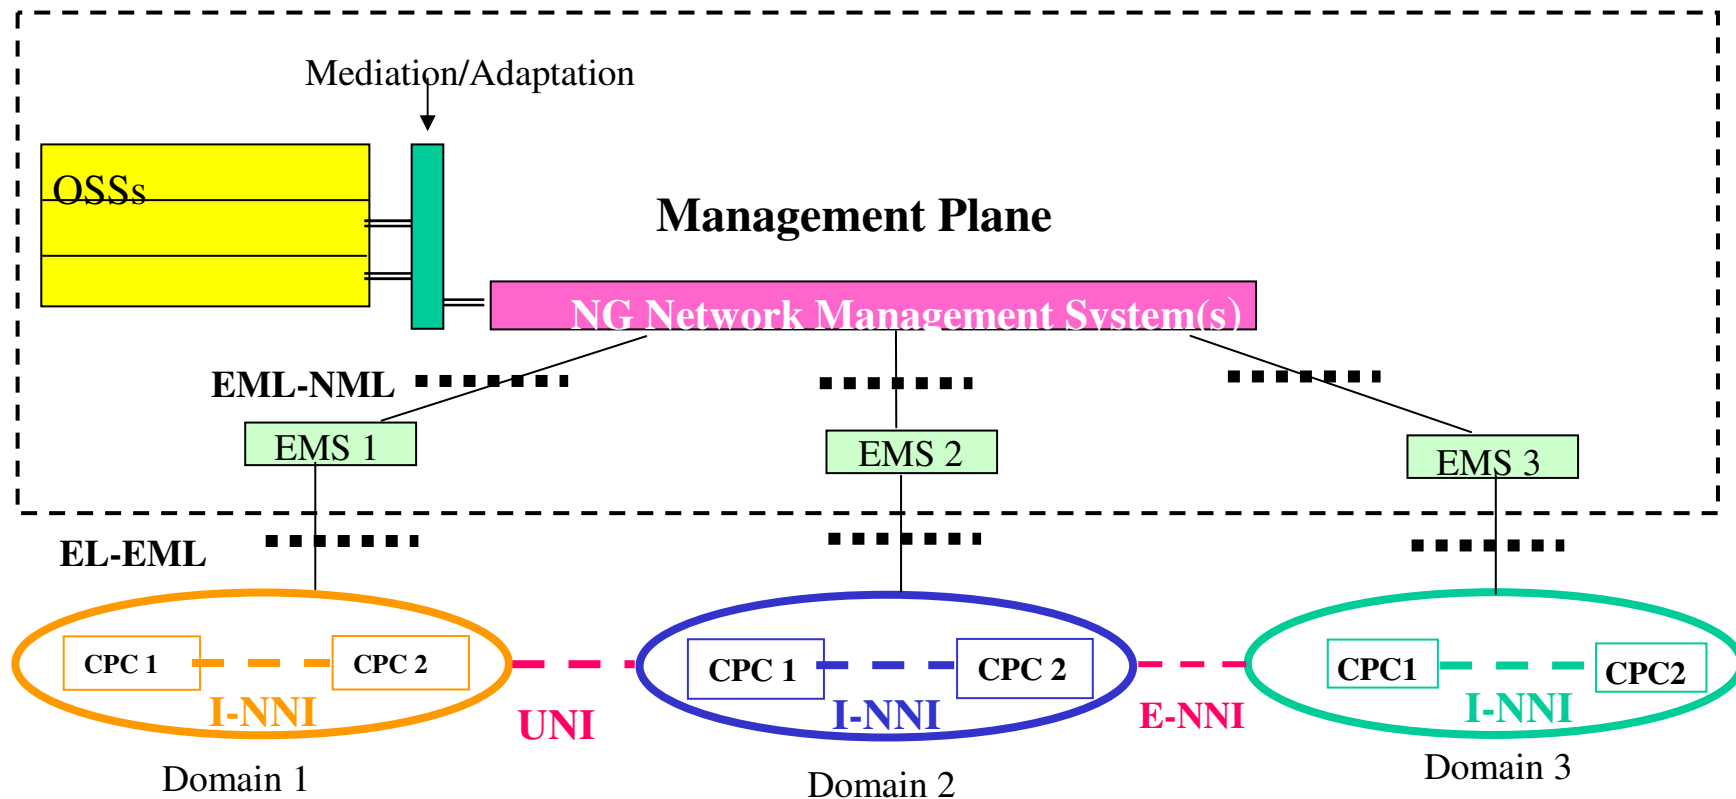 Mediation/Adaptation
OSSs
Management Plane
NG Network Management System(s)
EML-NML
EMS 1
EMS 2
EMS 3
EL-EML
CPC 1
CPC 2
I-NNI
UNI
CPC 1
CPC 2
I-NNI
E-NNI
CPC1
CPC2
I-NNI
Domain 1
Domain 2
Domain 3